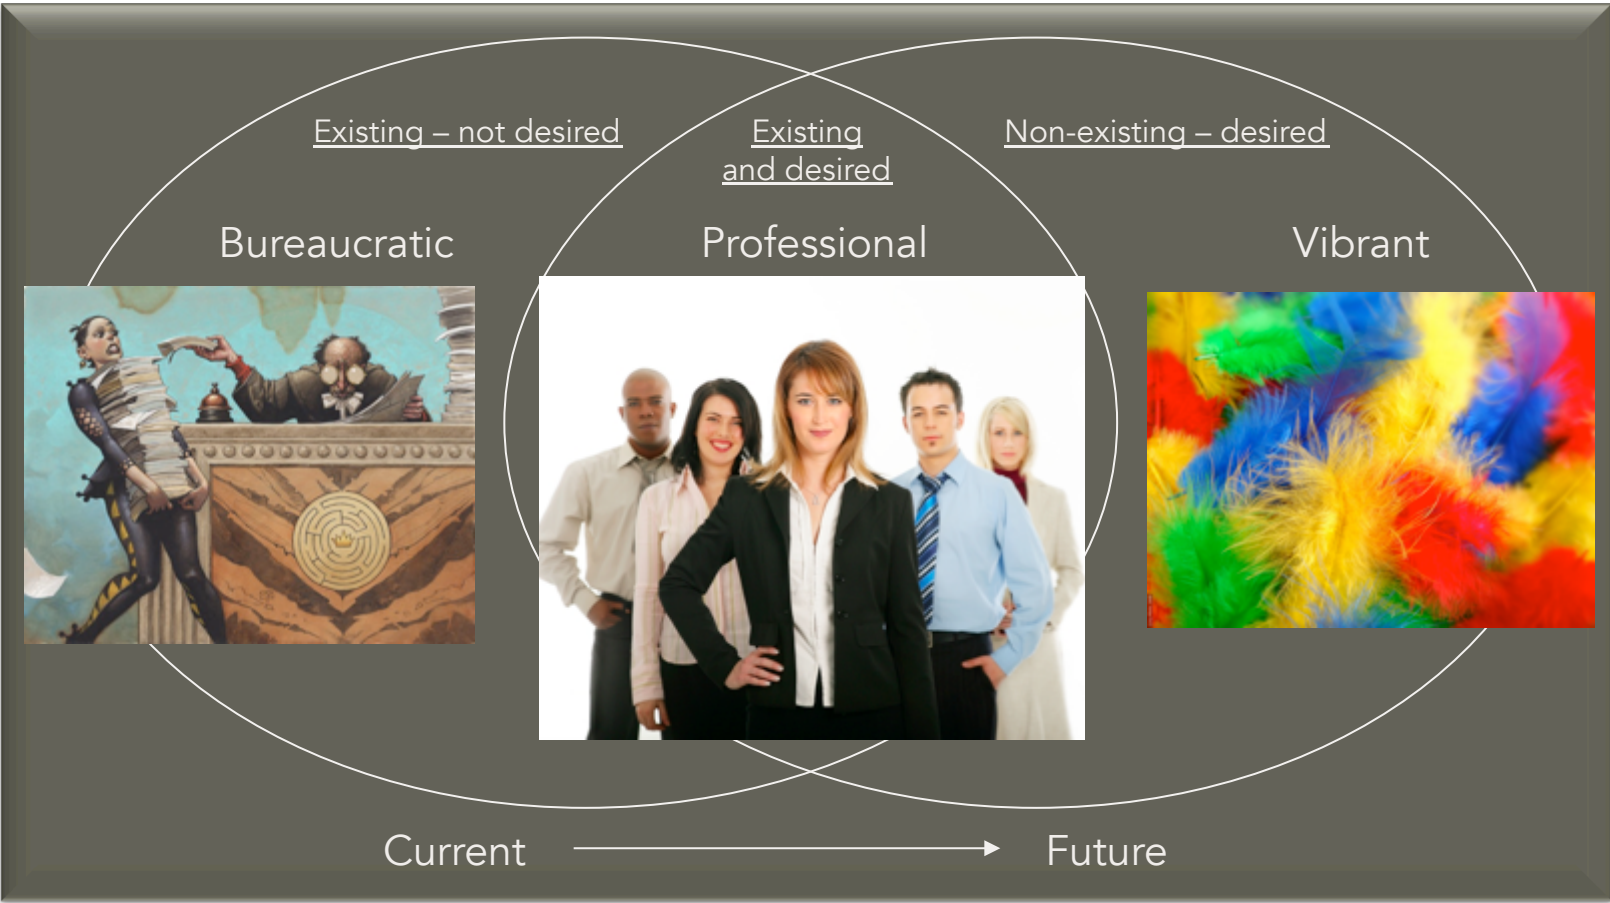 Existing – not desired
Existing
and desired
Non-existing – desired
Bureaucratic
Professional
Vibrant
Current
Future